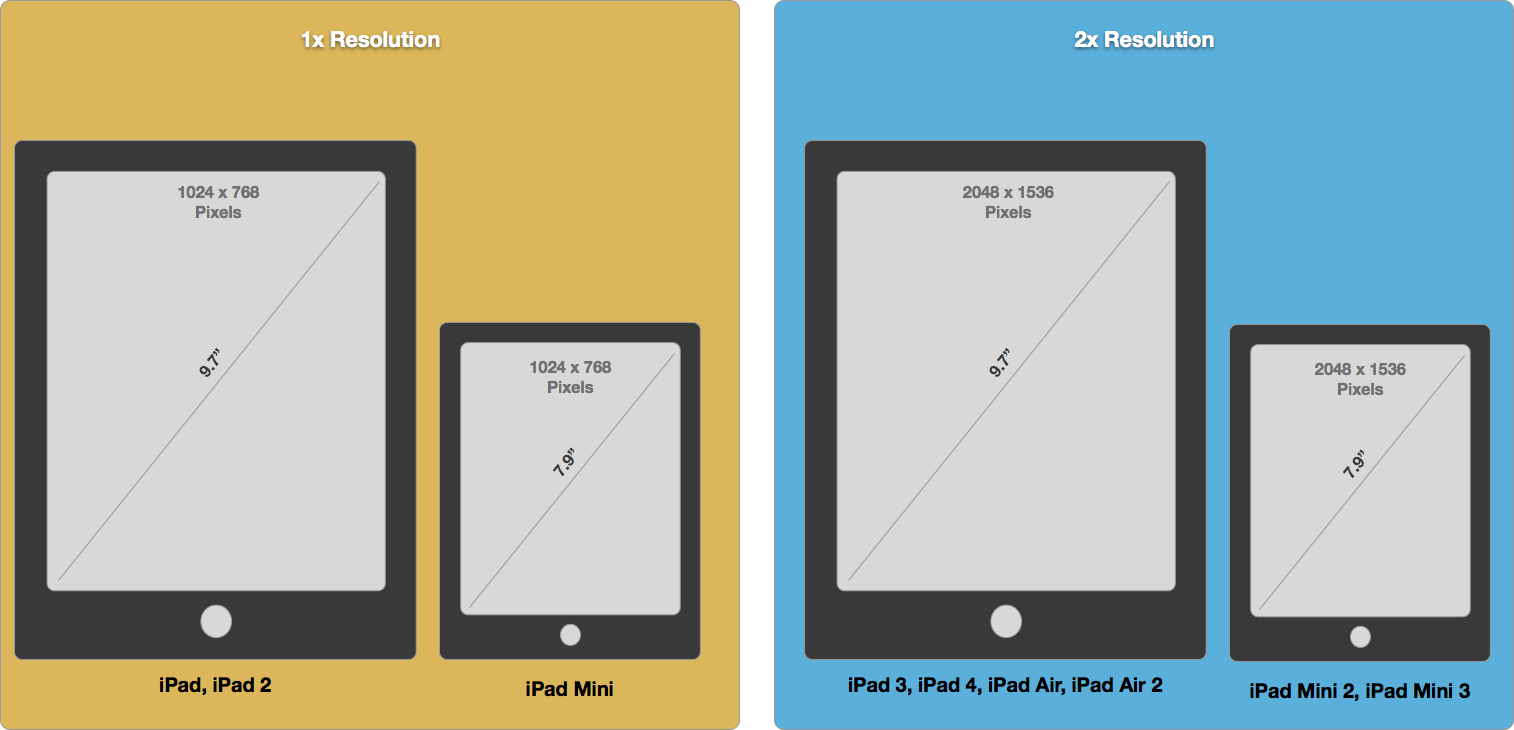 1x Resolution
1024 x 768
Pixels
9.7”
iPad, iPad 2
1024 x 768
Pixels
7.9”
iPad Mini
2x Resolution
2048 x 1536
Pixels
9.7”
iPad 3, iPad 4, iPad Air, iPad Air 2
2048 x 1536
Pixels
7.9”
iPad Mini 2, iPad Mini 3